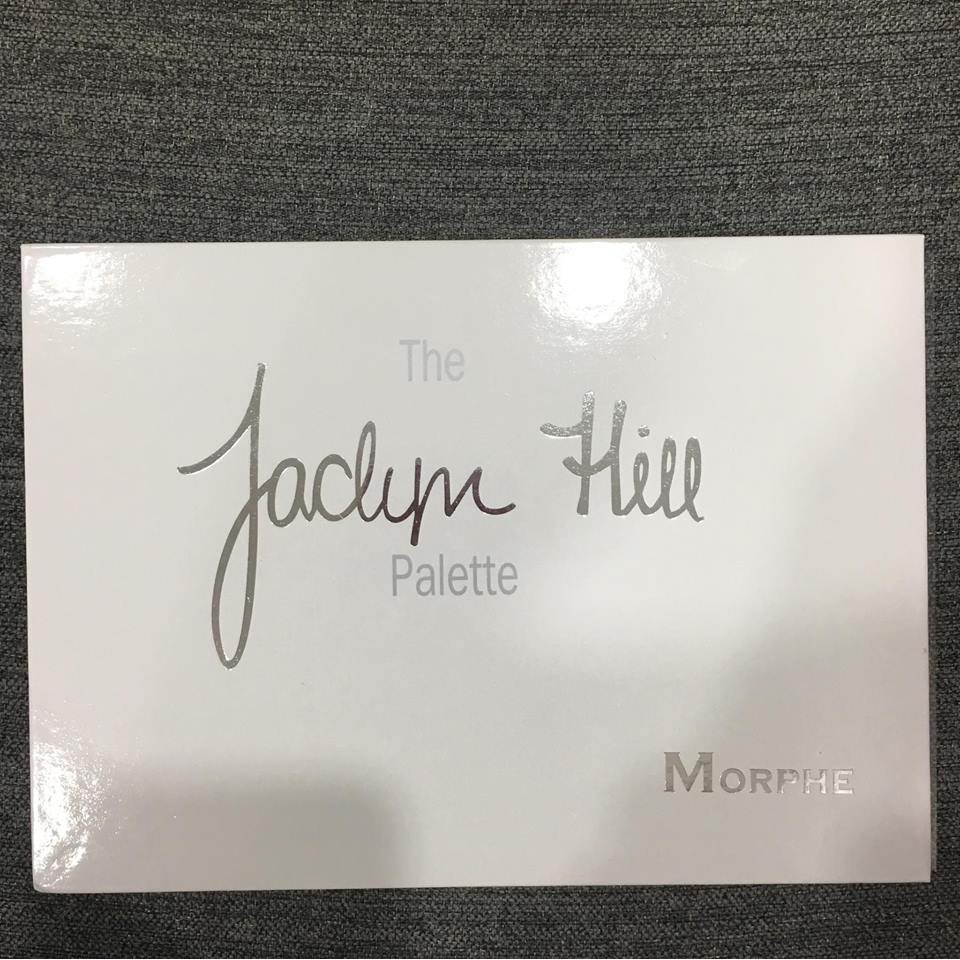 The
Jaclyn Hill
Palette
MORPHE